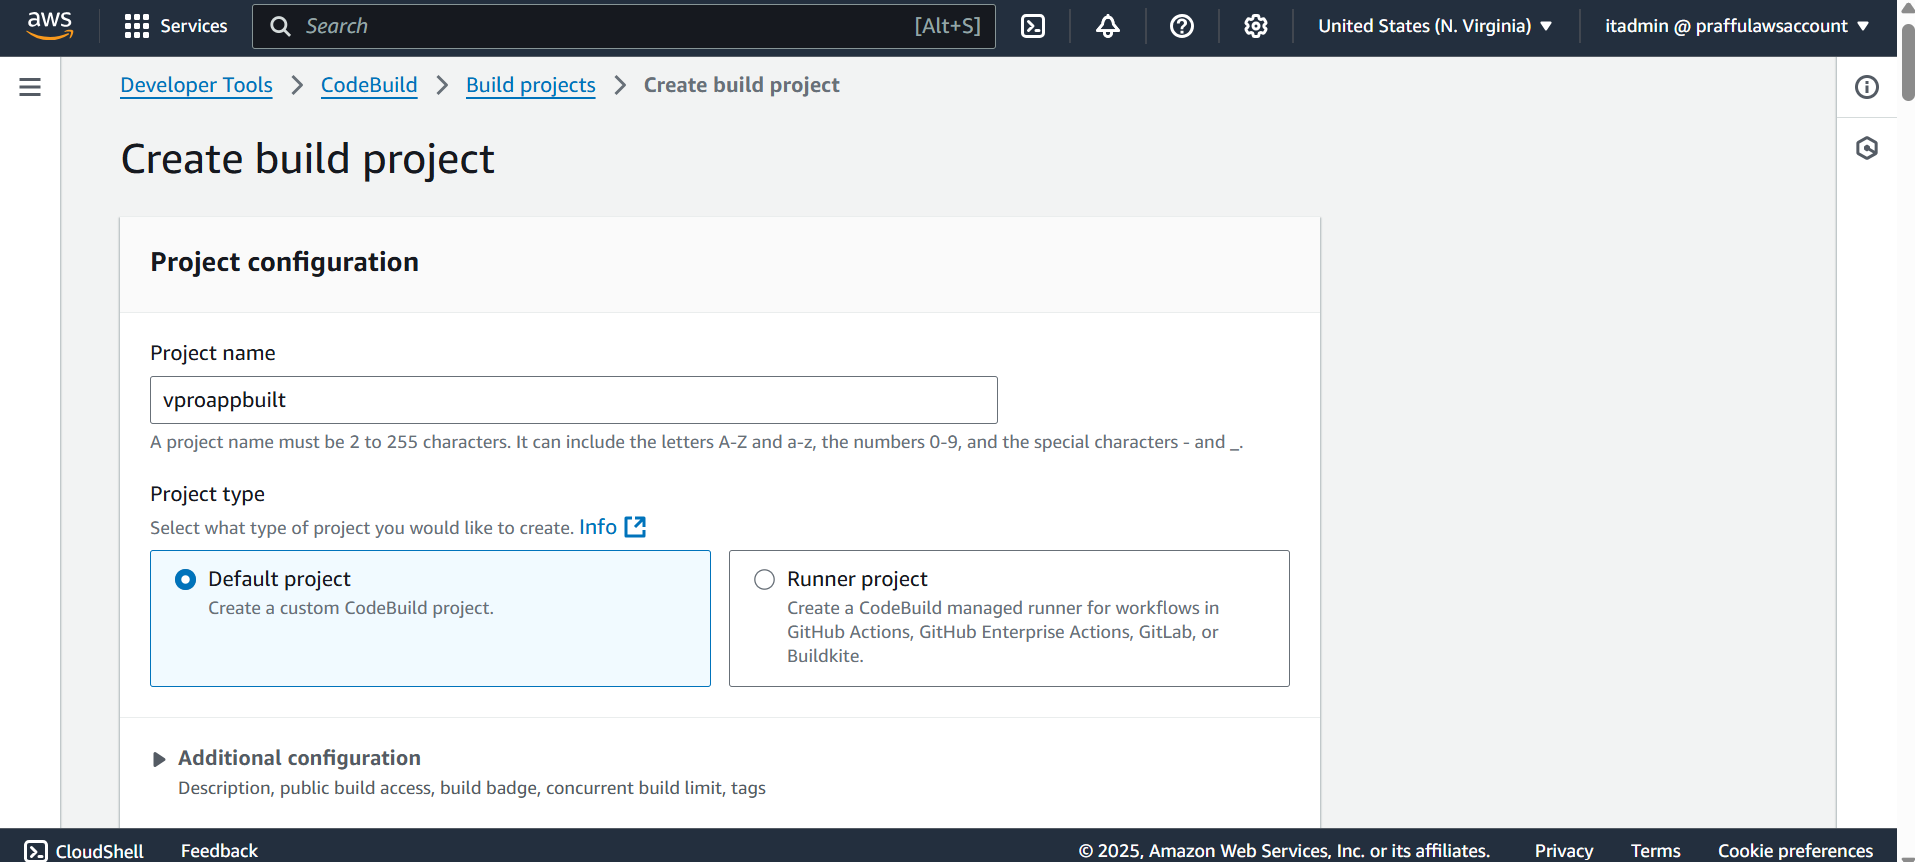 aws
Services
Search
[Alt+S]
United States (N. Virginia)
itadmin @ praffulawsaccount
Developer Tools
CodeBuild
Build projects
Create build project
Create build project
Project configuration
Project name
vproappbuilt
A project name must be 2 to 255 characters. It can include the letters A-Z and a-z, the numbers 0-9, and the special characters - and _.
Project type
Select what type of project you would like to create. Info
Default project
Create a custom CodeBuild project.
Runner project
Create a CodeBuild managed runner for workflows in
GitHub Actions, GitHub Enterprise Actions, GitLab, or
Buildkite.
Additional configuration
Description, public build access, build badge, concurrent build limit, tags
CloudShell
Feedback
© 2025, Amazon Web Services, Inc. or its affiliates.
Privacy
Terms
Cookie preferences